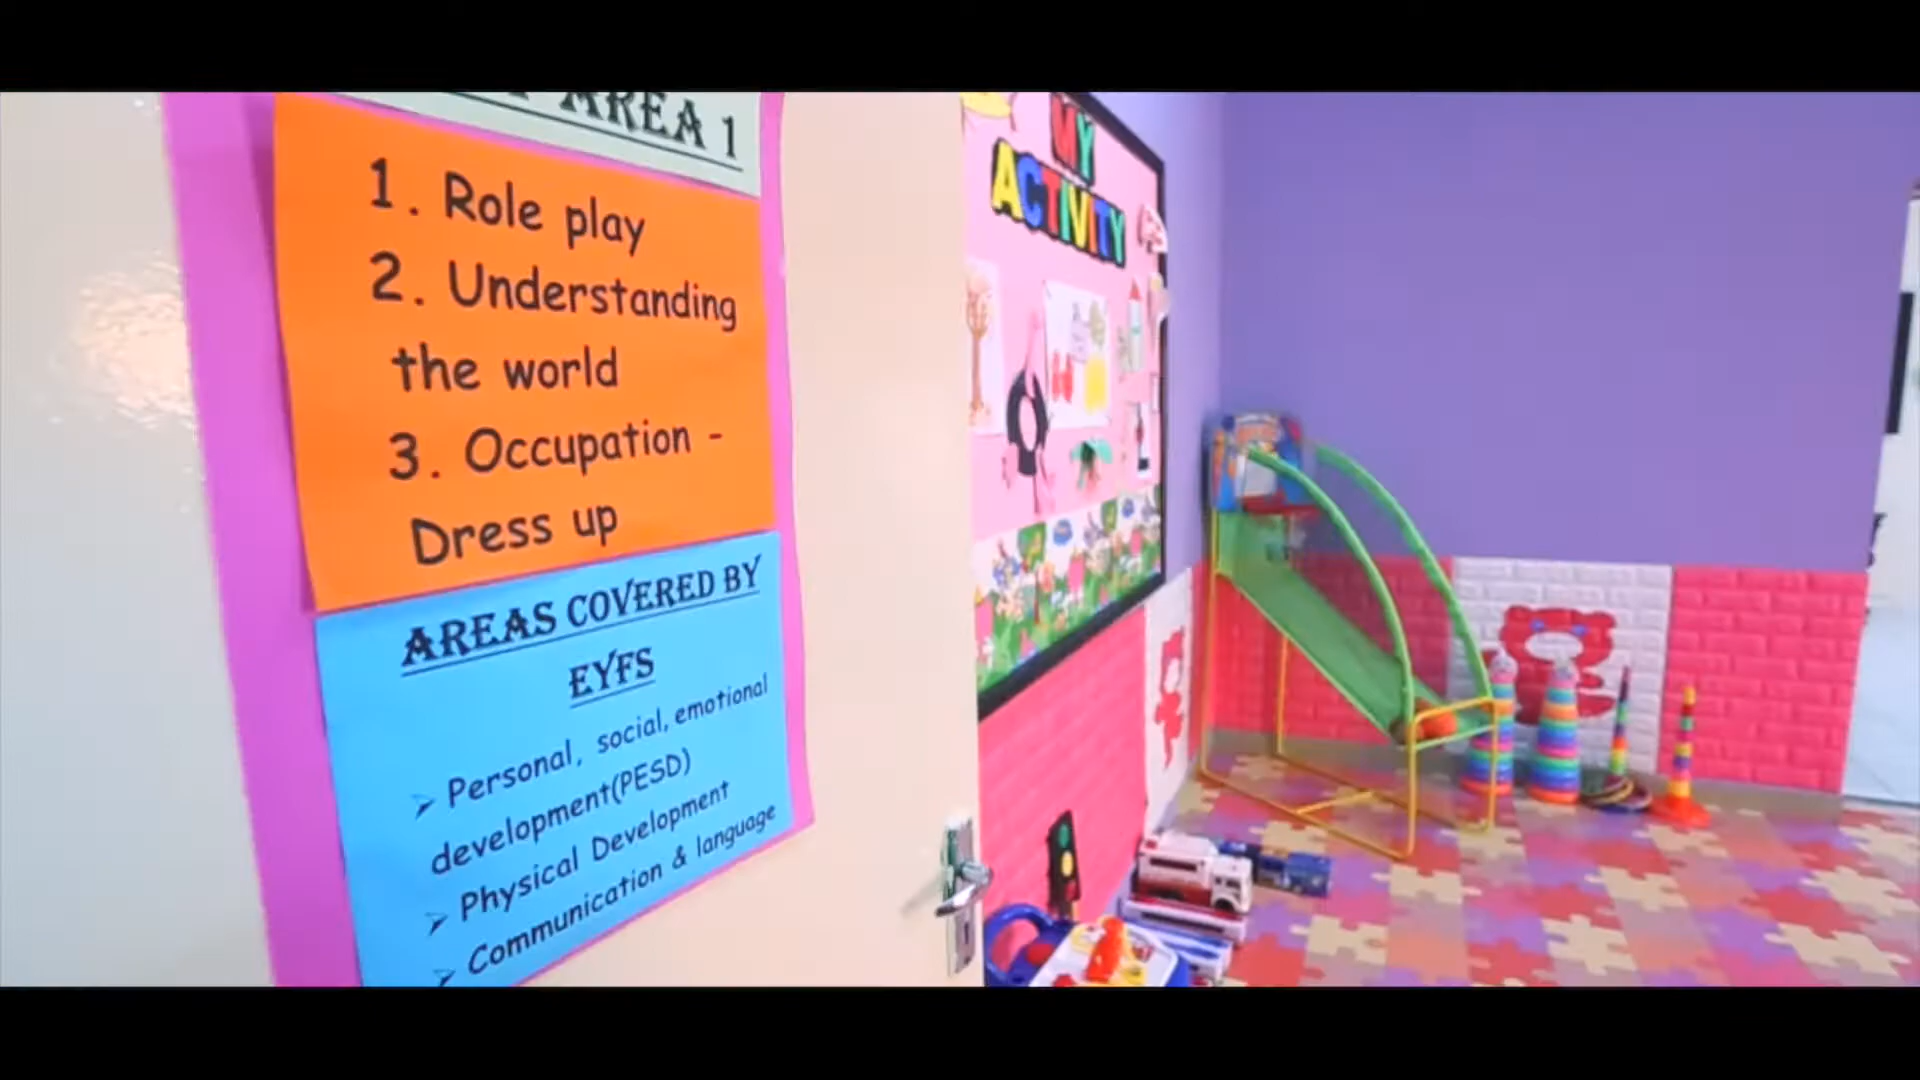 AREA 1
1. Role play
2. Understanding
the world
3. Occupation -
Dress up
AREAS COVERED BY
EYFS
➢ Personal, social, emotional
development(PESD)
➢ Physical Development
➢ Communication & language
MY
ACTIVITY